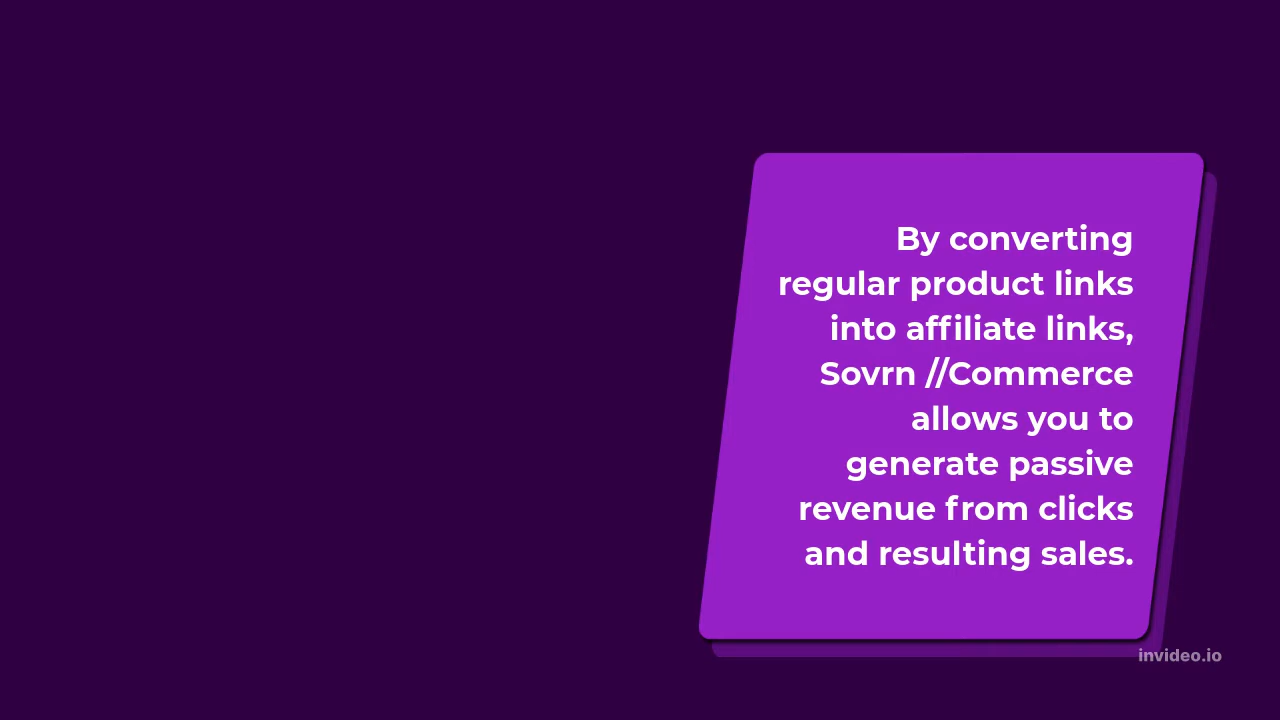 By converting
regular product links
into affiliate links,
Sovrn //Commerce
allows you to
generate passive
revenue from clicks
and resulting sales.
invideo.io